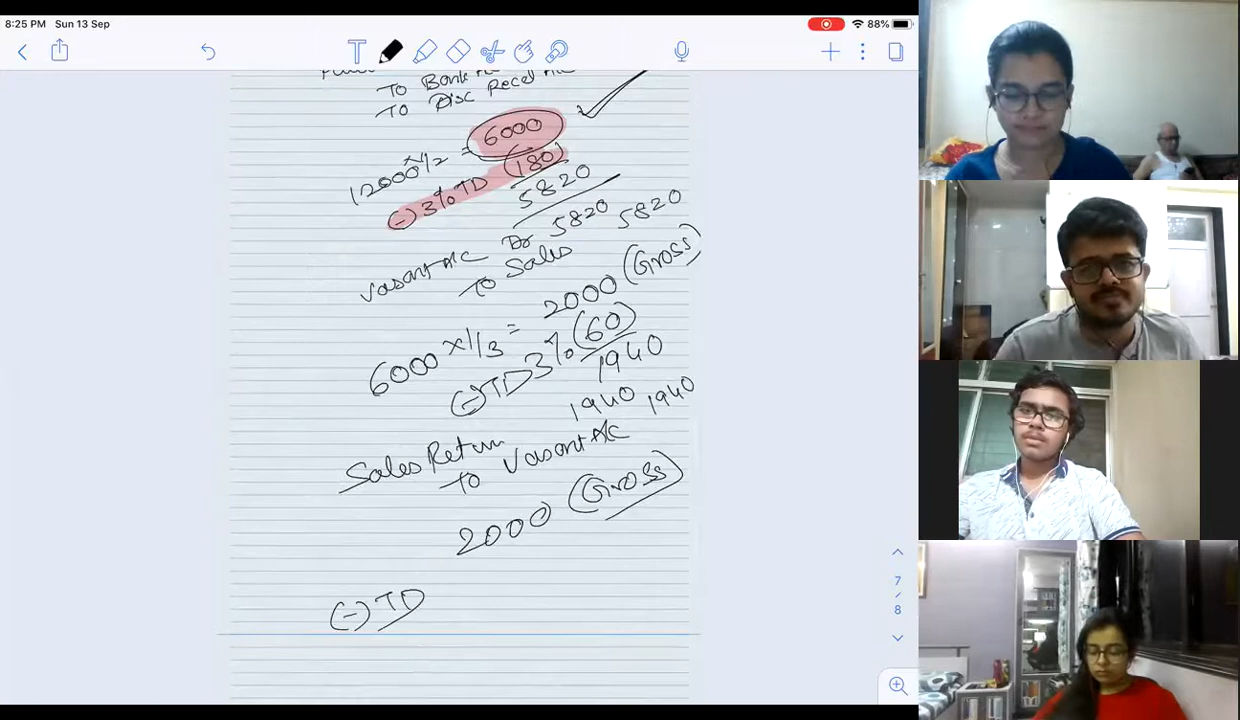 8:25 PM Sun 13 Sep
88%
To Bank A/c
To Disc Reced A/c
12000 x 1/2 = 6000
(-) 3% TD (180)
5820
Vasant A/c Dr 5820 5820
To Sales
6000 x 1/3 = 2000 (Gross)
(-) TD 3% (60)
1940
1940 1940
Sales Return
To Vasant A/c
2000 (Gross)
(-) TD
7
/
8